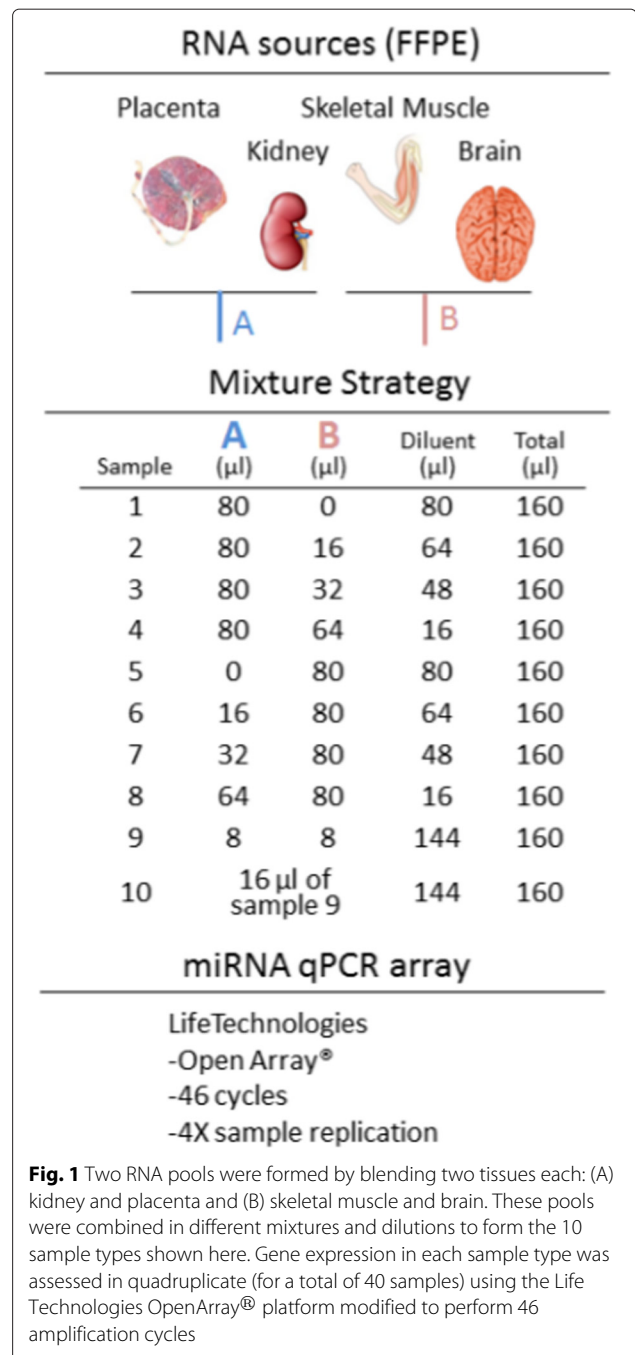 RNA sources (FFPE)
Placenta Skeletal Muscle
Kidney Brain
A B
Mixture Strategy
A B Diluent Total
Sample (µl) (µl) (µl) (µl)
1 80 0 80 160
2 80 16 64 160
3 80 32 48 160
4 80 64 16 160
5 0 80 80 160
6 16 80 64 160
7 32 80 48 160
8 64 80 16 160
9 8 8 144 160
10 16 µl of sample 9 144 160
miRNA qPCR array
LifeTechnologies
-Open Array®
-46 cycles
-4X sample replication
Fig. 1 Two RNA pools were formed by blending two tissues each: (A)
kidney and placenta and (B) skeletal muscle and brain. These pools
were combined in different mixtures and dilutions to form the 10
sample types shown here. Gene expression in each sample type was
assessed in quadruplicate (for a total of 40 samples) using the Life
Technologies OpenArray® platform modified to perform 46
amplification cycles